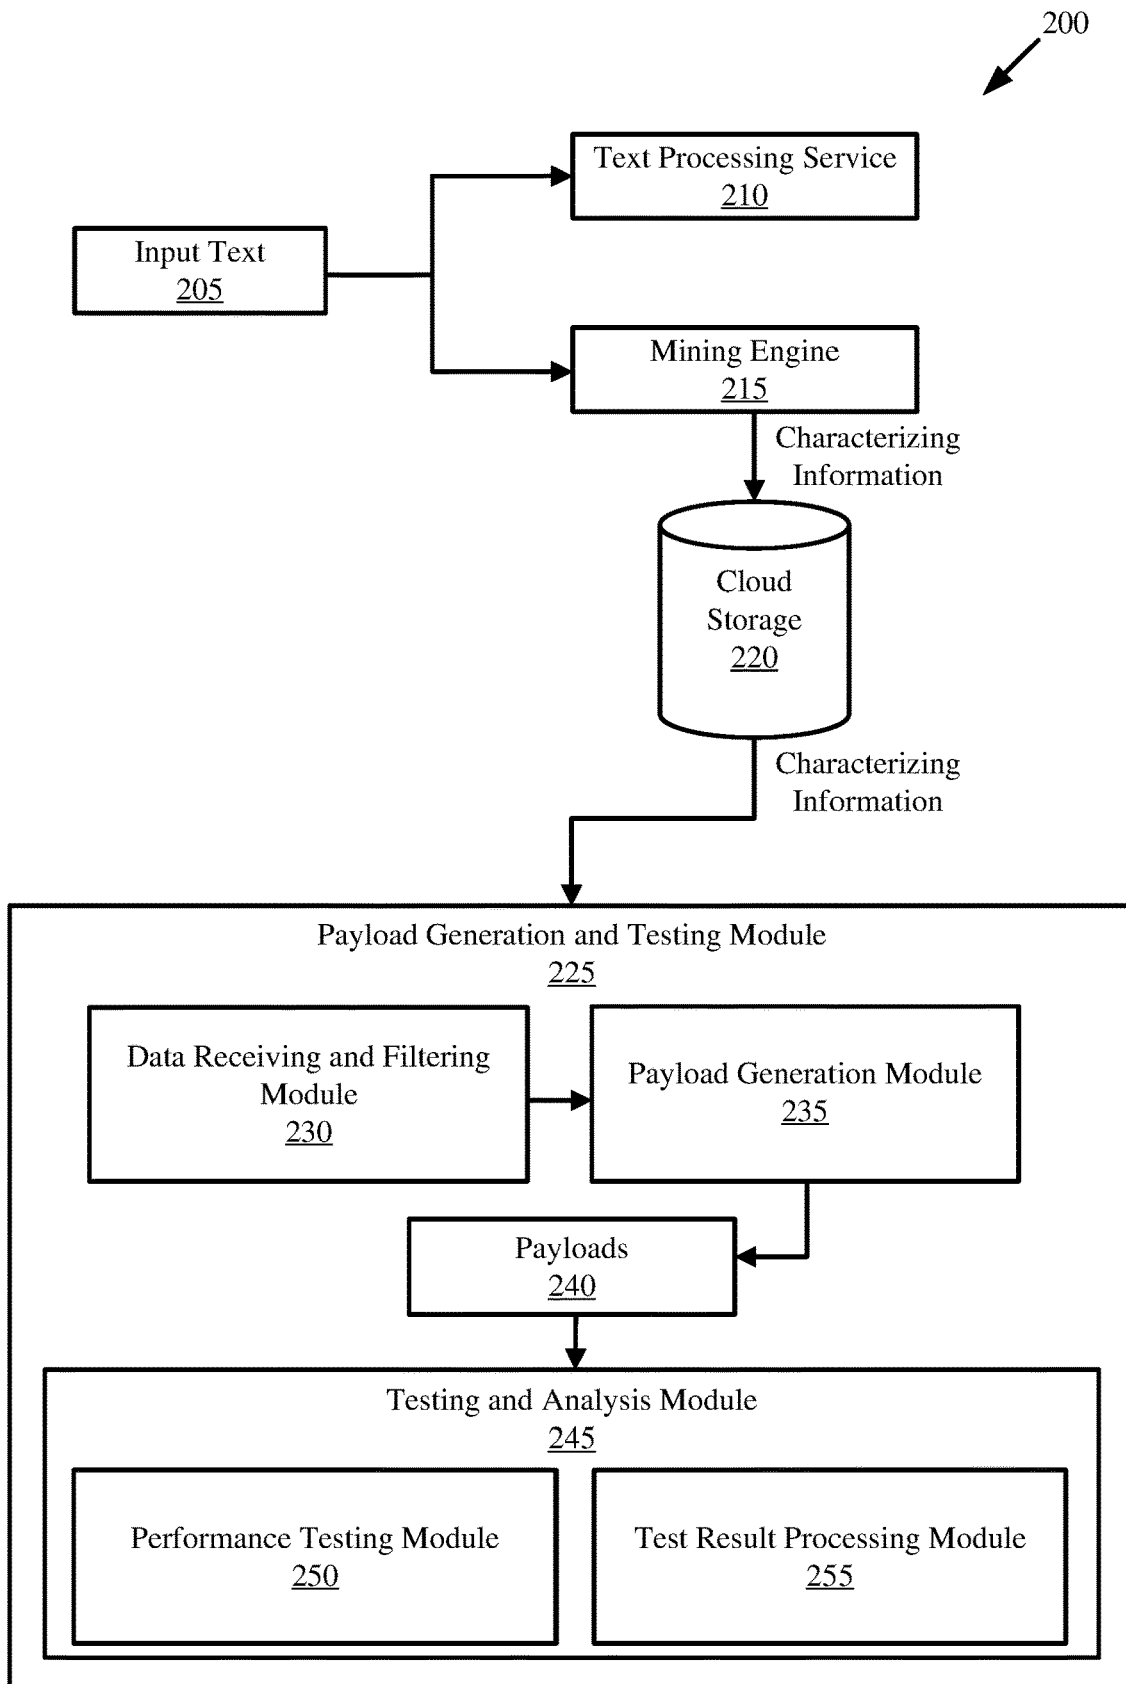 200
Text Processing Service
210
Input Text
205
Mining Engine
215
Characterizing
Information
Cloud
Storage
220
Characterizing
Information
Payload Generation and Testing Module
225
Data Receiving and Filtering
Module
230
Payload Generation Module
235
Payloads
240
Testing and Analysis Module
245
Performance Testing Module
250
Test Result Processing Module
255